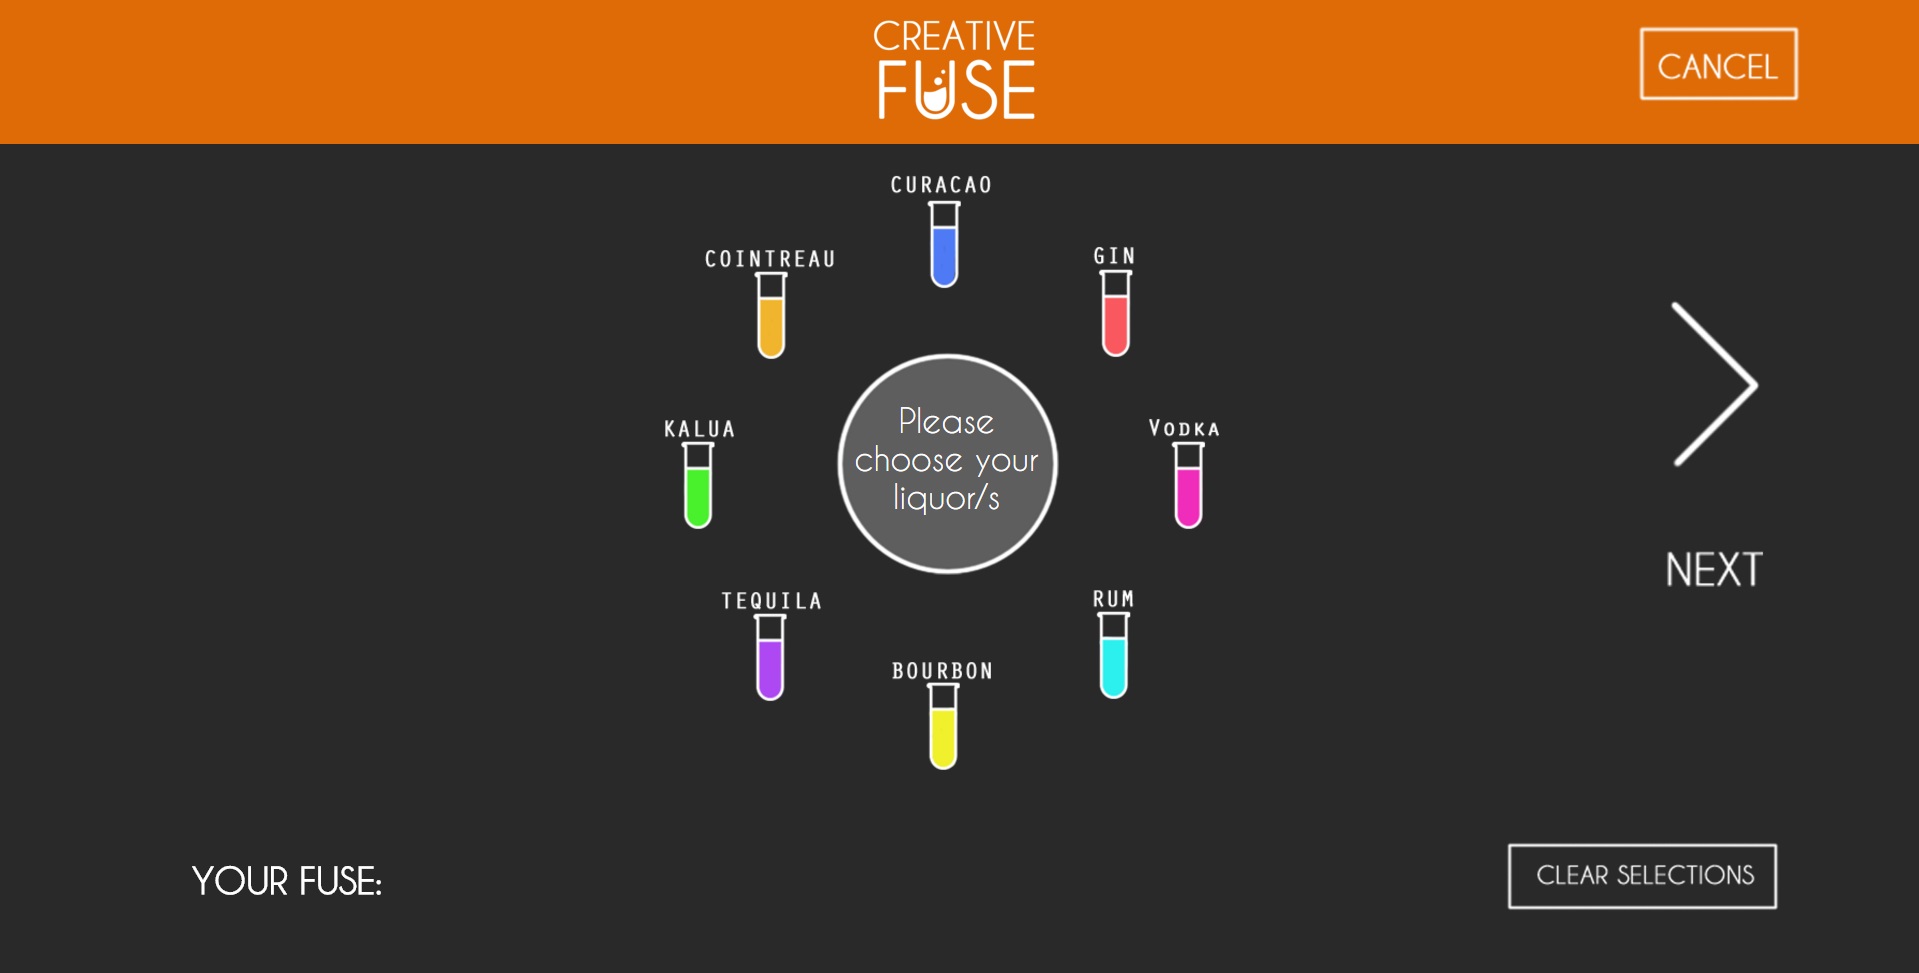 CREATIVE
FUSE
CANCEL
CURACAO
COINTREAU
GIN
KALUA
Please
choose your
liquor/s
VODKA
NEXT
TEQUILA
RUM
BOURBON
YOUR FUSE:
CLEAR SELECTIONS